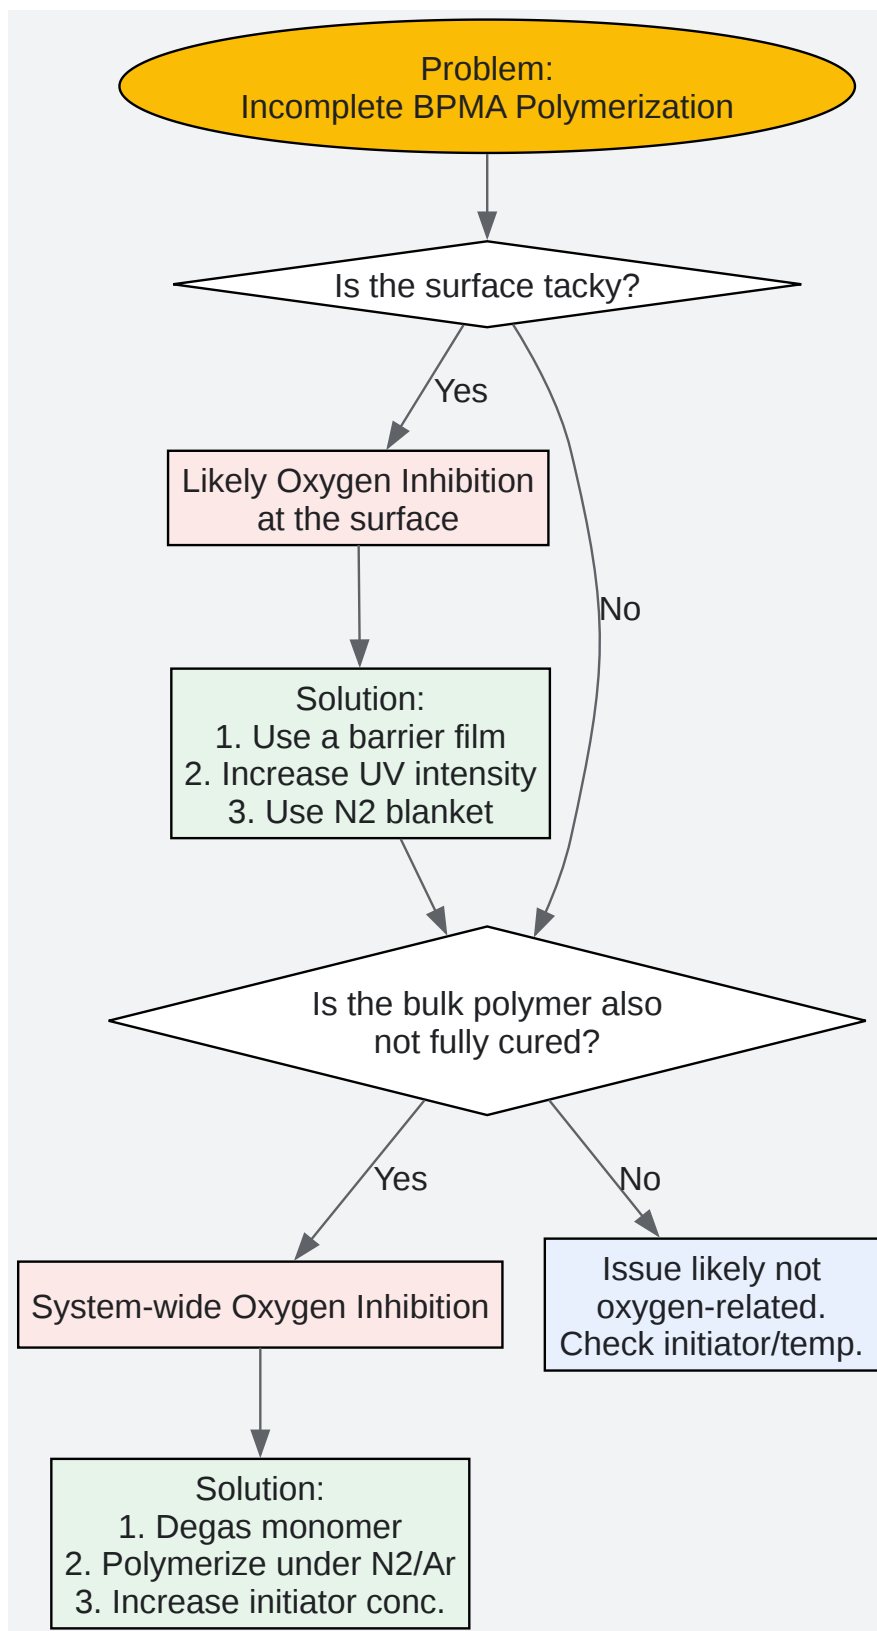 Problem:
Incomplete BPMA Polymerization
Is the surface tacky?
Yes
Likely Oxygen Inhibition
at the surface
No
Solution:
1. Use a barrier film
2. Increase UV intensity
3. Use N2 blanket
Is the bulk polymer also
not fully cured?
Yes
No
System-wide Oxygen Inhibition
Issue likely not
oxygen-related.
Check initiator/temp.
Solution:
1. Degas monomer
2. Polymerize under N2/Ar
3. Increase initiator conc.